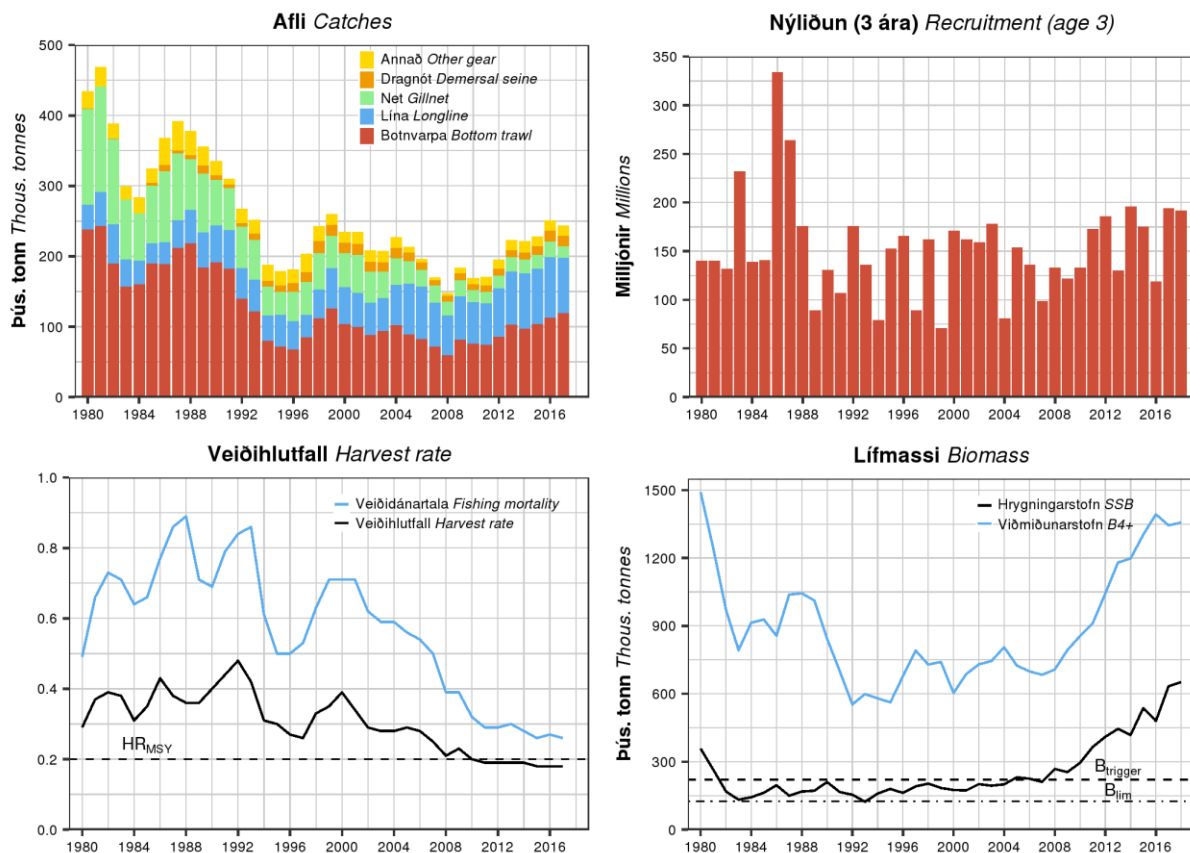 Afli Catches
Þús. tonn Thous. tonnes
500
400
300
200
100
0
Annað Other gear
Dragnót Demersal seine
Net Gillnet
Lína Longline
Botnvarpa Bottom trawl
1980 1984 1988 1992 1996 2000 2004 2008 2012 2016
Nýliðun (3 ára) Recruitment (age 3)
Milljónir Millions
350
300
250
200
150
100
50
0
1980 1984 1988 1992 1996 2000 2004 2008 2012 2016
Veiðihlutfall Harvest rate
1.0
0.8
0.6
0.4
0.2
0.0
Veiðidánartala Fishing mortality
Veiðihlutfall Harvest rate
HRMSY
1980 1984 1988 1992 1996 2000 2004 2008 2012 2016
Lífmassi Biomass
Þús. tonn Thous. tonnes
1500
1200
900
600
300
0
Hrygningarstofn SSB
Viðmiðunarstofn B4+
Btrigger
Blim
1980 1984 1988 1992 1996 2000 2004 2008 2012 2016